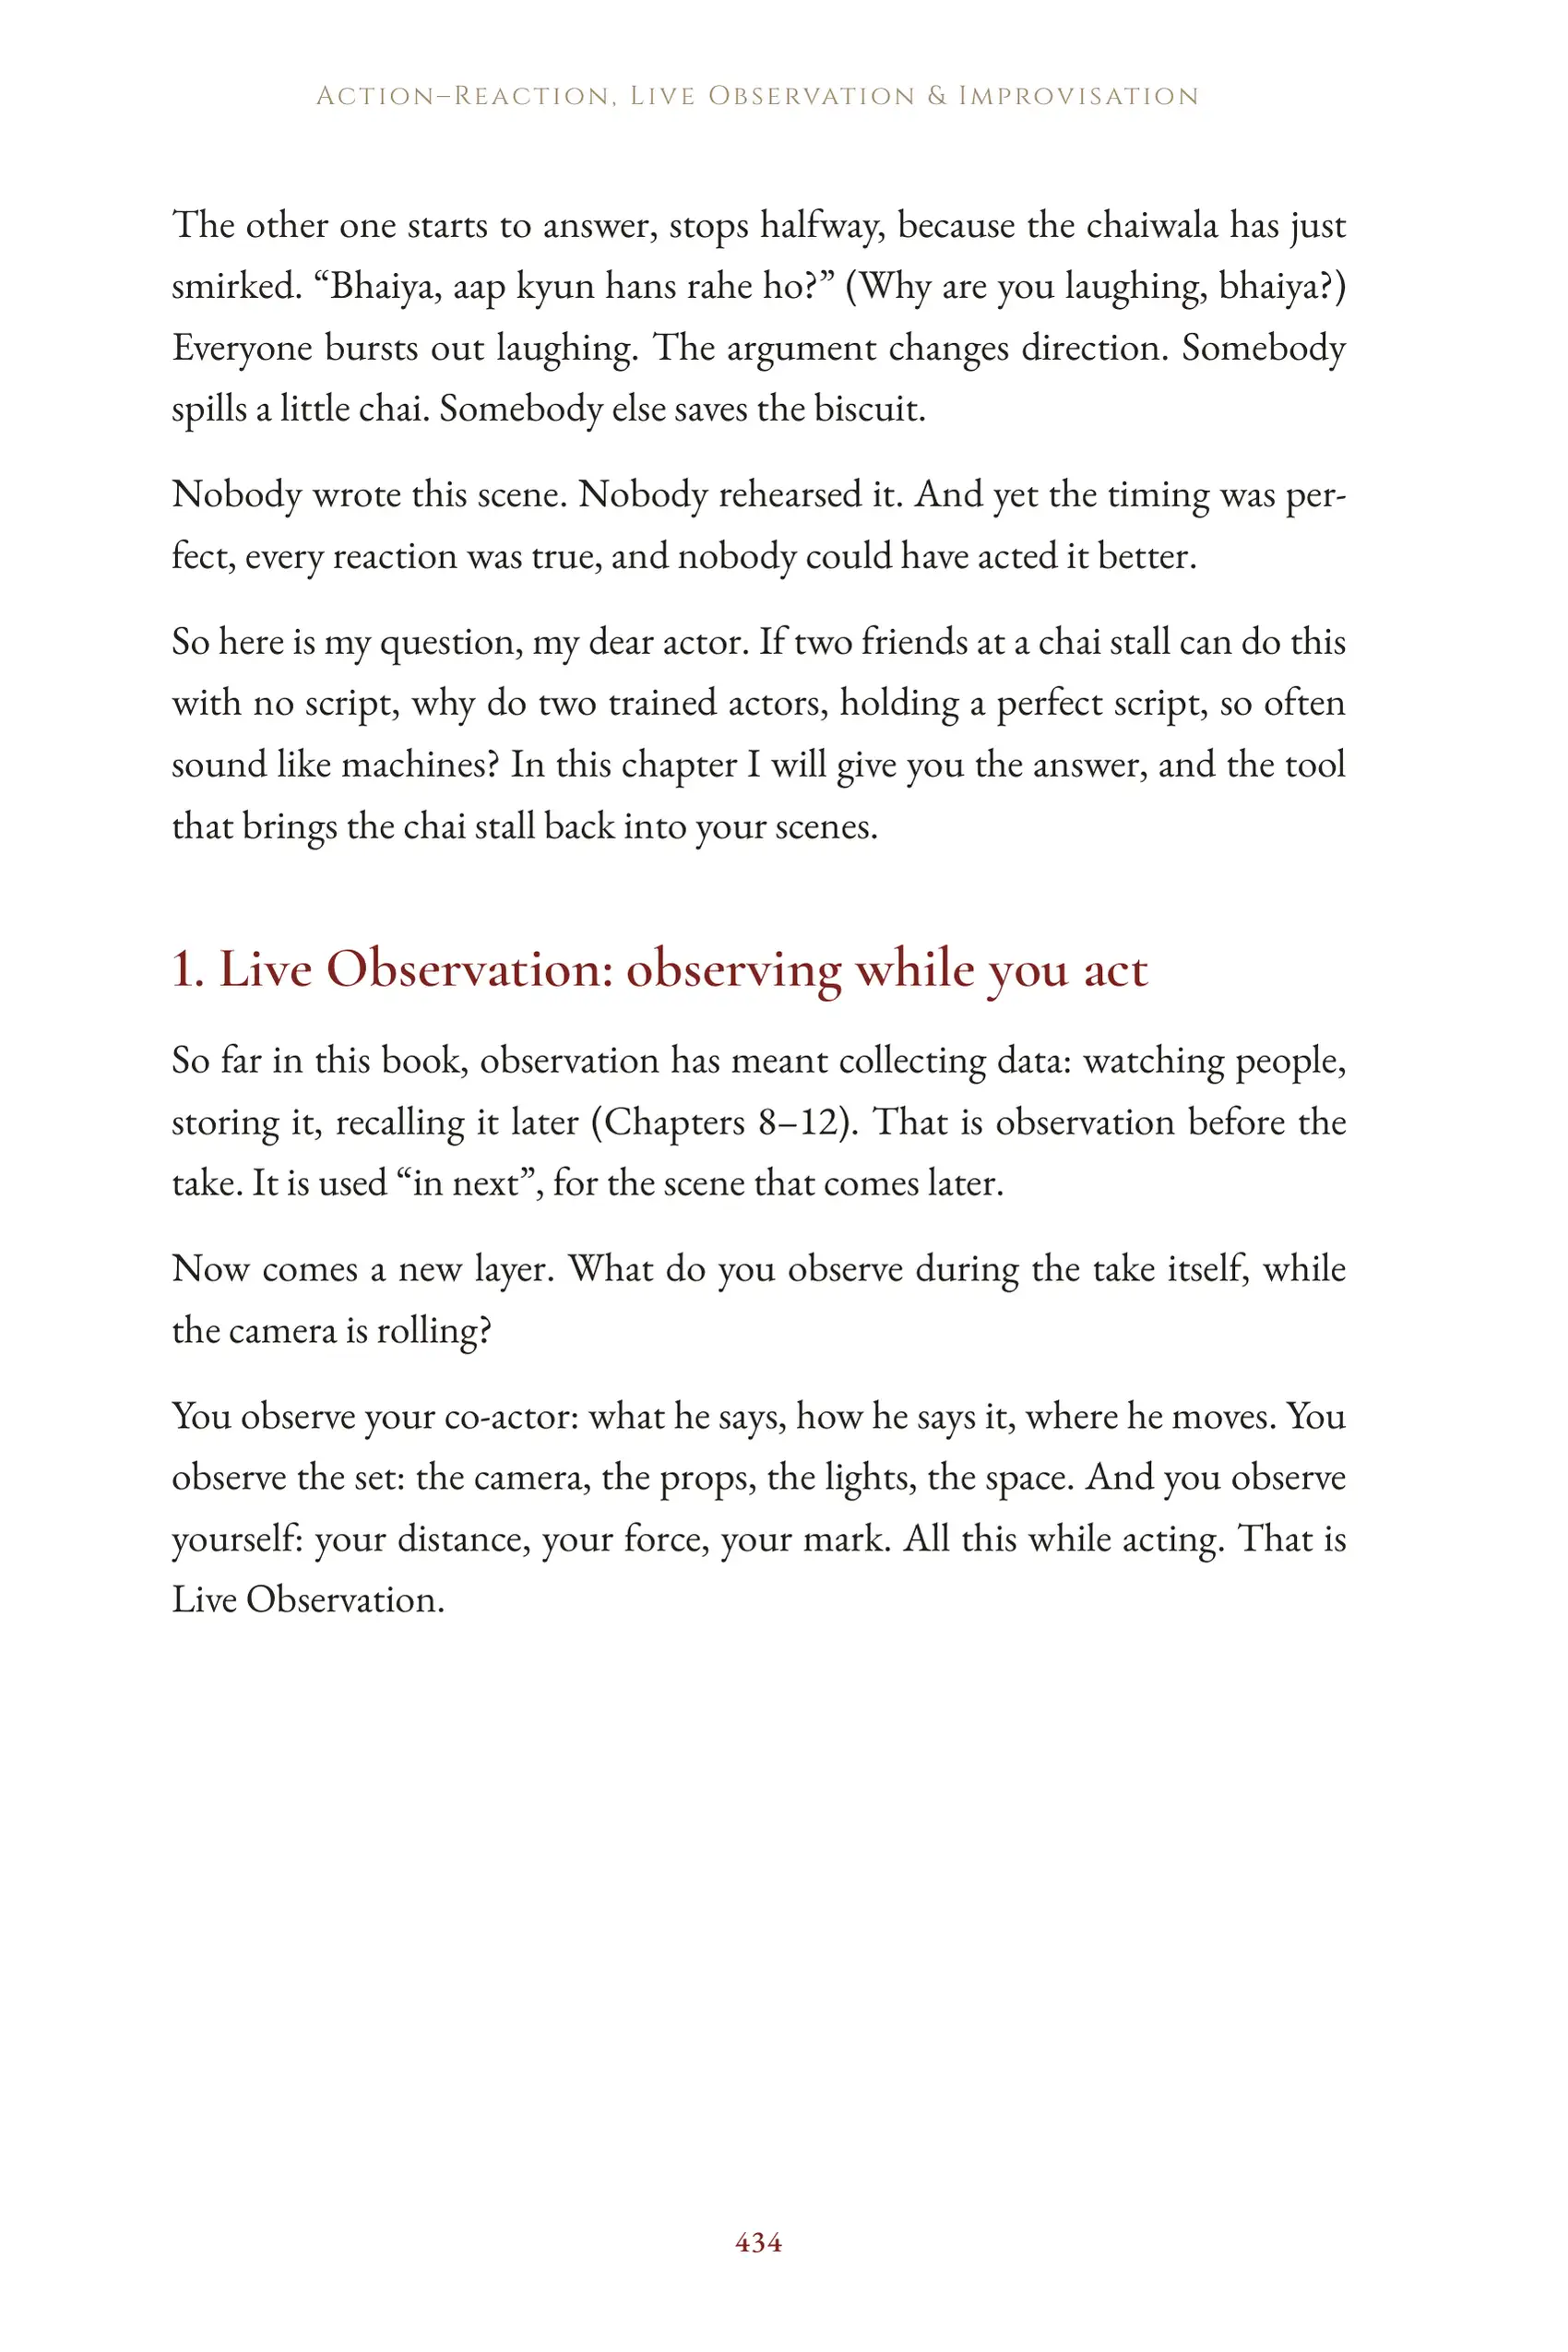 Action–Reaction, Live Observation & Improvisation
The other one starts to answer, stops halfway, because the chaiwala has just
smirked. “Bhaiya, aap kyun hans rahe ho?” (Why are you laughing, bhaiya?)
Everyone bursts out laughing. The argument changes direction. Somebody
spills a little chai. Somebody else saves the biscuit.
Nobody wrote this scene. Nobody rehearsed it. And yet the timing was per-
fect, every reaction was true, and nobody could have acted it better.
So here is my question, my dear actor. If two friends at a chai stall can do this
with no script, why do two trained actors, holding a perfect script, so often
sound like machines? In this chapter I will give you the answer, and the tool
that brings the chai stall back into your scenes.
1. Live Observation: observing while you act
So far in this book, observation has meant collecting data: watching people,
storing it, recalling it later (Chapters 8–12). That is observation before the
take. It is used “in next”, for the scene that comes later.
Now comes a new layer. What do you observe during the take itself, while
the camera is rolling?
You observe your co-actor: what he says, how he says it, where he moves. You
observe the set: the camera, the props, the lights, the space. And you observe
yourself: your distance, your force, your mark. All this while acting. That is
Live Observation.
434